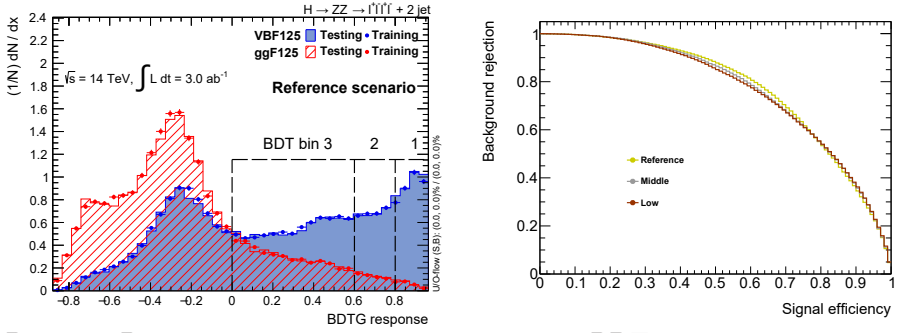 H → ZZ → l⁺l⁻l⁺l⁻ + 2 jet
(1/N) dN / dx
2.4
2.2
2
1.8
1.6
1.4
1.2
1
0.8
0.6
0.4
0.2
0
VBF125 Testing Training
ggF125 Testing Training
√s = 14 TeV, ∫ L dt = 3.0 ab⁻¹
Reference scenario
BDT bin 3 2 1
U/O-flow (S,B): (0.0, 0.0)% / (0.0, 0.0)%
-0.8 -0.6 -0.4 -0.2 0 0.2 0.4 0.6 0.8
BDTG response
Background rejection
1
0.8
0.6
0.4
0.2
0
Reference
Middle
Low
0 0.1 0.2 0.3 0.4 0.5 0.6 0.7 0.8 0.9 1
Signal efficiency